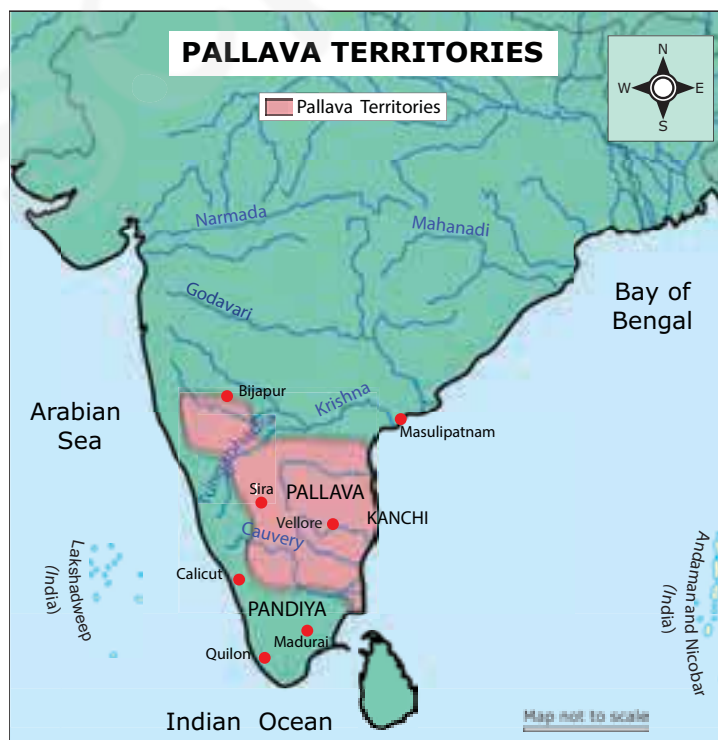 PALLAVA TERRITORIES
Pallava Territories
N
W
E
S
Narmada
Mahanadi
Godavari
Bay of
Bengal
Bijapur
Krishna
Arabian
Sea
Masulipatnam
Sira
PALLAVA
Vellore
KANCHI
Cauvery
Lakshadweep
(India)
Andaman and Nicobar
(India)
Calicut
PANDIYA
Madurai
Quilon
Indian Ocean
Map not to scale